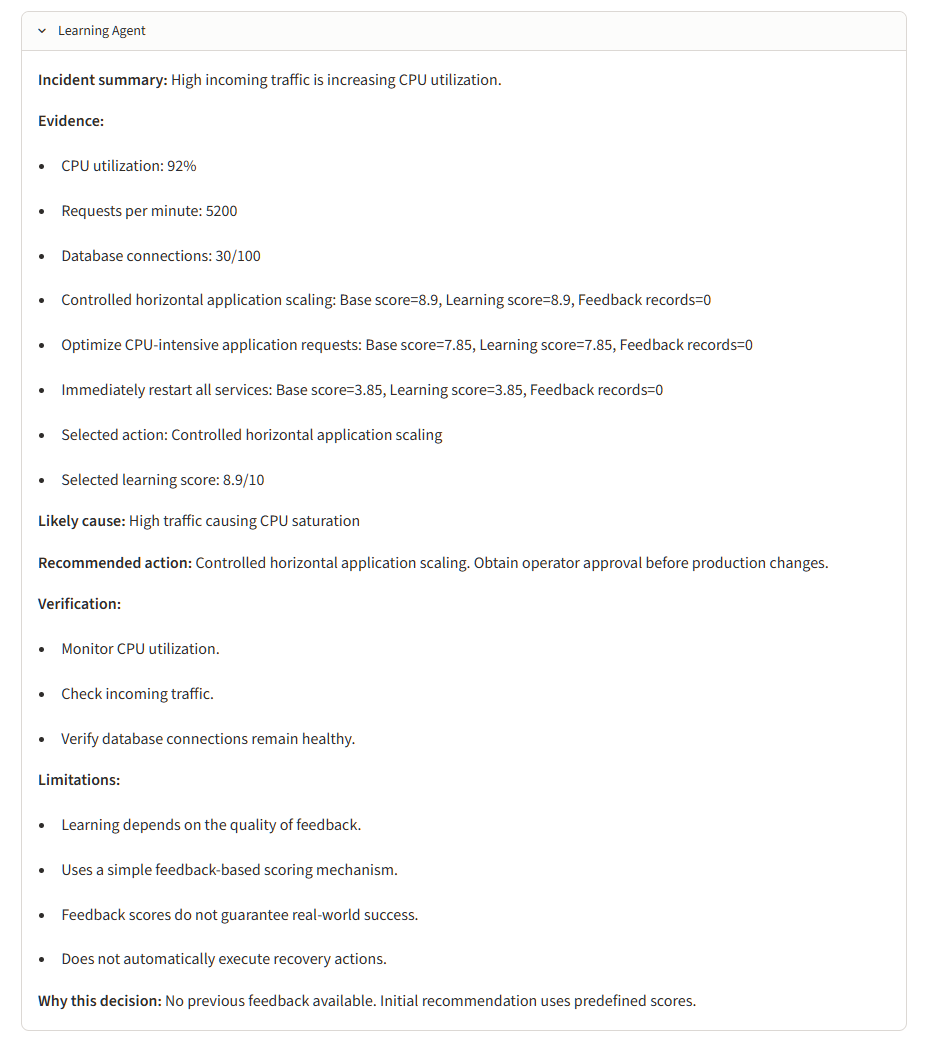 Learning Agent
Incident summary: High incoming traffic is increasing CPU utilization.
Evidence:
• CPU utilization: 92%
• Requests per minute: 5200
• Database connections: 30/100
• Controlled horizontal application scaling: Base score=8.9, Learning score=8.9, Feedback records=0
• Optimize CPU-intensive application requests: Base score=7.85, Learning score=7.85, Feedback records=0
• Immediately restart all services: Base score=3.85, Learning score=3.85, Feedback records=0
• Selected action: Controlled horizontal application scaling
• Selected learning score: 8.9/10
Likely cause: High traffic causing CPU saturation
Recommended action: Controlled horizontal application scaling. Obtain operator approval before production changes.
Verification:
• Monitor CPU utilization.
• Check incoming traffic.
• Verify database connections remain healthy.
Limitations:
• Learning depends on the quality of feedback.
• Uses a simple feedback-based scoring mechanism.
• Feedback scores do not guarantee real-world success.
• Does not automatically execute recovery actions.
Why this decision: No previous feedback available. Initial recommendation uses predefined scores.